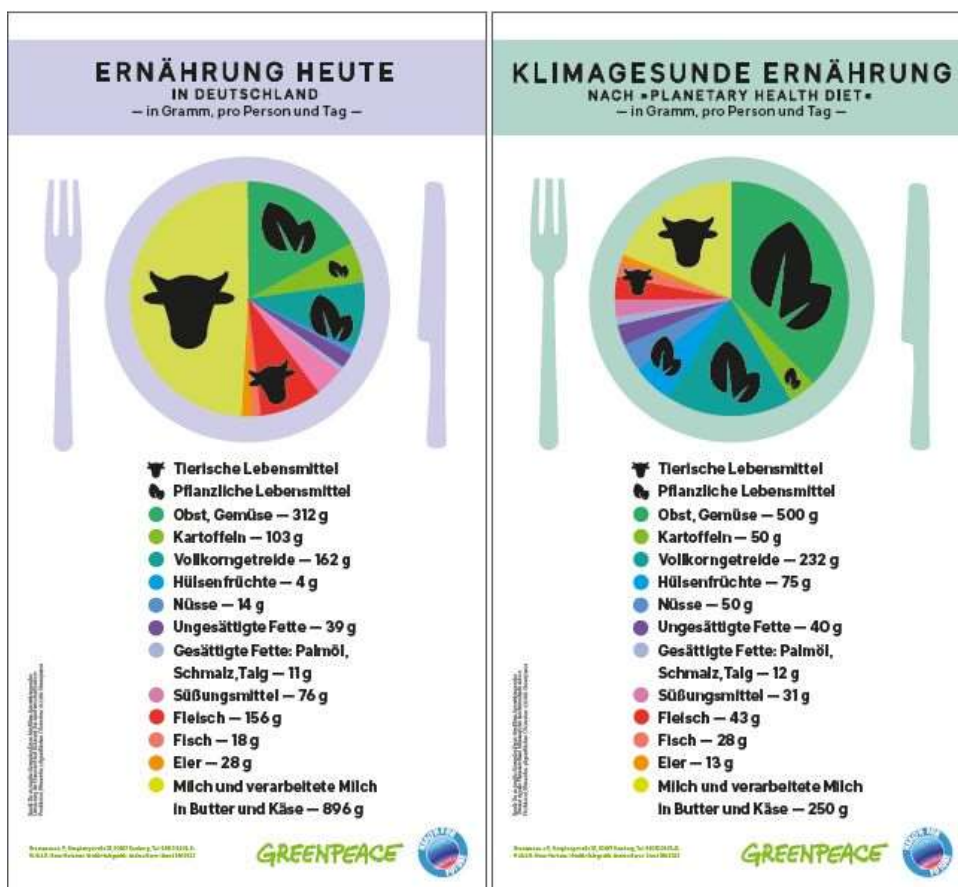 ERNÄHRUNG HEUTE
IN DEUTSCHLAND
— in Gramm, pro Person und Tag —
Tierische Lebensmittel
Pflanzliche Lebensmittel
Obst, Gemüse — 312 g
Kartoffeln — 103 g
Vollkorngetreide — 162 g
Hülsenfrüchte — 4 g
Nüsse — 14 g
Ungesättigte Fette — 39 g
Gesättigte Fette: Palmöl,
Schmalz,Talg — 11 g
Süßungsmittel — 76 g
Fleisch — 156 g
Fisch — 18 g
Eier — 28 g
Milch und verarbeitete Milch
in Butter und Käse — 896 g
GREENPEACE
KLIMAGESUNDE ERNÄHRUNG
NACH »PLANETARY HEALTH DIET«
— in Gramm, pro Person und Tag —
Tierische Lebensmittel
Pflanzliche Lebensmittel
Obst, Gemüse — 500 g
Kartoffeln — 50 g
Vollkorngetreide — 232 g
Hülsenfrüchte — 75 g
Nüsse — 50 g
Ungesättigte Fette — 40 g
Gesättigte Fette: Palmöl,
Schmalz,Talg — 12 g
Süßungsmittel — 31 g
Fleisch — 43 g
Fisch — 28 g
Eier — 13 g
Milch und verarbeitete Milch
in Butter und Käse — 250 g
GREENPEACE